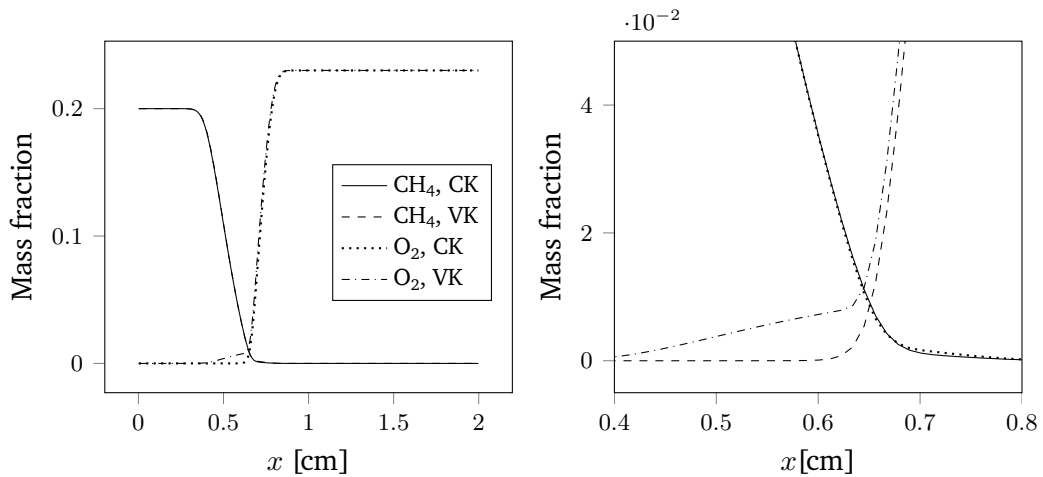 0.2
0.1
0
Mass fraction
CH4, CK
CH4, VK
O2, CK
O2, VK
0 0.5 1 1.5 2
x [cm]
·10−2
4
2
0
Mass fraction
0.4 0.5 0.6 0.7 0.8
x[cm]